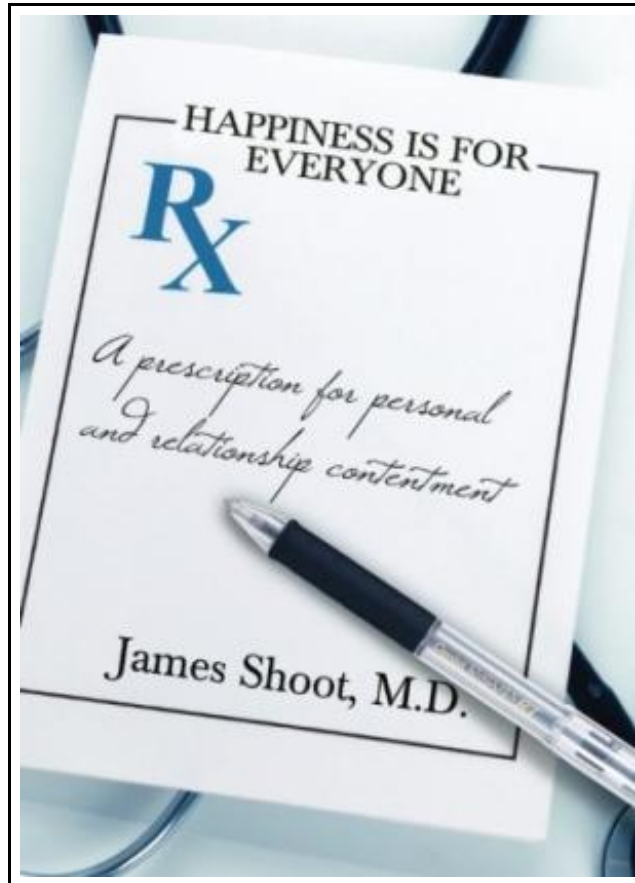 HAPPINESS IS FOR
EVERYONE
Rx
A prescription for personal
and relationship contentment
James Shoot, M.D.